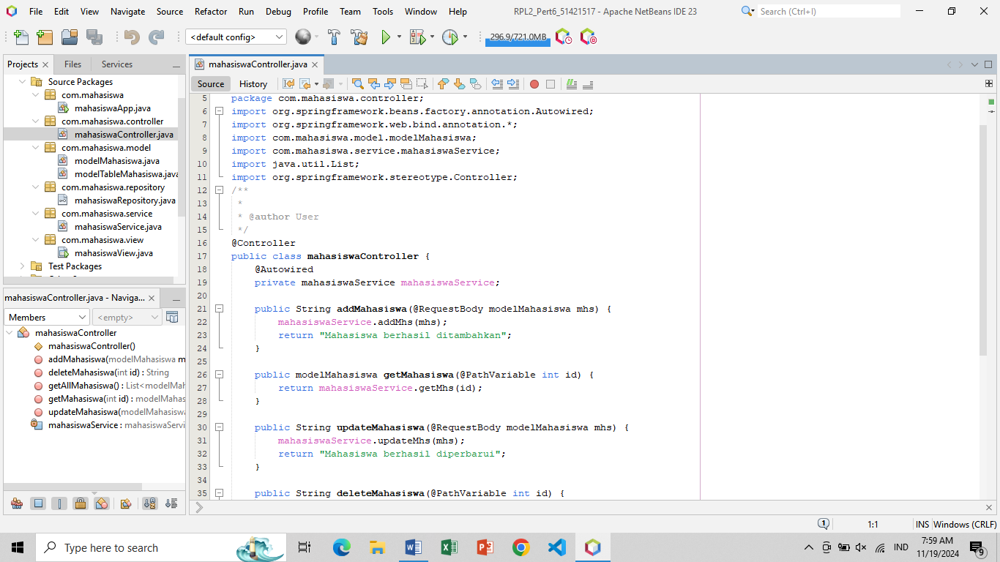 File Edit View Navigate Source Refactor Run Debug Profile Team Tools Window Help RPL2_Pert6_51421517 - Apache NetBeans IDE 23 Search (Ctrl+I)
<default config> 296.9/721.0MB
Projects Files Services
Source Packages
com.mahasiswa
mahasiswaApp.java
com.mahasiswa.controller
mahasiswaController.java
com.mahasiswa.model
modelMahasiswa.java
modelTableMahasiswa.java
com.mahasiswa.repository
mahasiswaRepository.java
com.mahasiswa.service
mahasiswaService.java
com.mahasiswa.view
mahasiswaView.java
Test Packages
mahasiswaController.java - Naviga...
Members <empty>
mahasiswaController
mahasiswaController()
addMahasiswa(modelMahasiswa m
deleteMahasiswa(int id) : String
getAllMahasiswa() : List<modelMah
getMahasiswa(int id) : modelMahas
updateMahasiswa(modelMahasiswa
mahasiswaService : mahasiswaServi
mahasiswaController.java
Source History
5 package com.mahasiswa.controller;
6 import org.springframework.beans.factory.annotation.Autowired;
7 import org.springframework.web.bind.annotation.*;
8 import com.mahasiswa.model.modelMahasiswa;
9 import com.mahasiswa.service.mahasiswaService;
10 import java.util.List;
11 import org.springframework.stereotype.Controller;
12 /**
13 *
14 * @author User
15 */
16 @Controller
17 public class mahasiswaController {
18 @Autowired
19 private mahasiswaService mahasiswaService;
20
21 public String addMahasiswa(@RequestBody modelMahasiswa mhs) {
22 mahasiswaService.addMhs(mhs);
23 return "Mahasiswa berhasil ditambahkan";
24 }
25
26 public modelMahasiswa getMahasiswa(@PathVariable int id) {
27 return mahasiswaService.getMhs(id);
28 }
29
30 public String updateMahasiswa(@RequestBody modelMahasiswa mhs) {
31 mahasiswaService.updateMhs(mhs);
32 return "Mahasiswa berhasil diperbarui";
33 }
34
35 public String deleteMahasiswa(@PathVariable int id) {
1 1:1 INS Windows (CRLF)
Type here to search IND 7:59 AM
11/19/2024 9